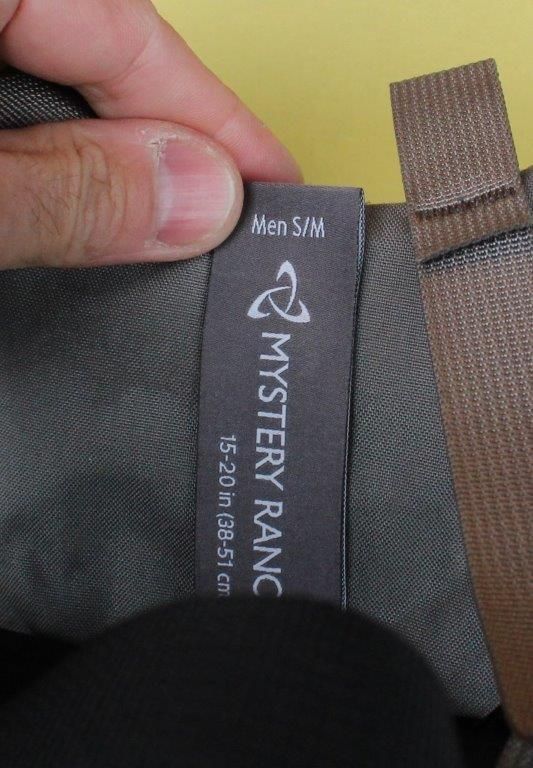 Men S/M
MYSTERY RANC
15-20 in (38-51 cm